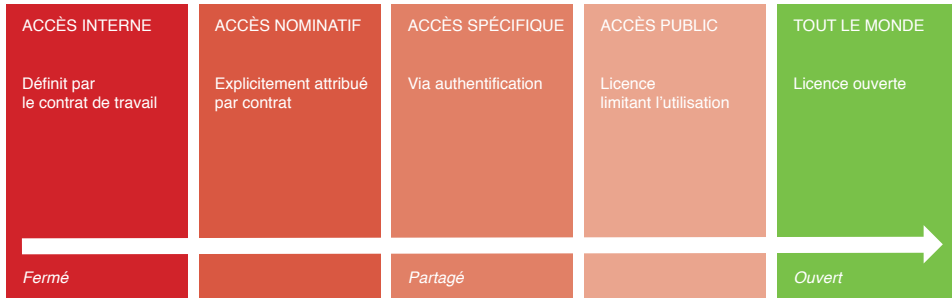 ACCÈS INTERNE
Définit par
le contrat de travail
ACCÈS NOMINATIF
Explicitement attribué
par contrat
ACCÈS SPÉCIFIQUE
Via authentification
ACCÈS PUBLIC
Licence
limitant l’utilisation
TOUT LE MONDE
Licence ouverte
Fermé
Partagé
Ouvert